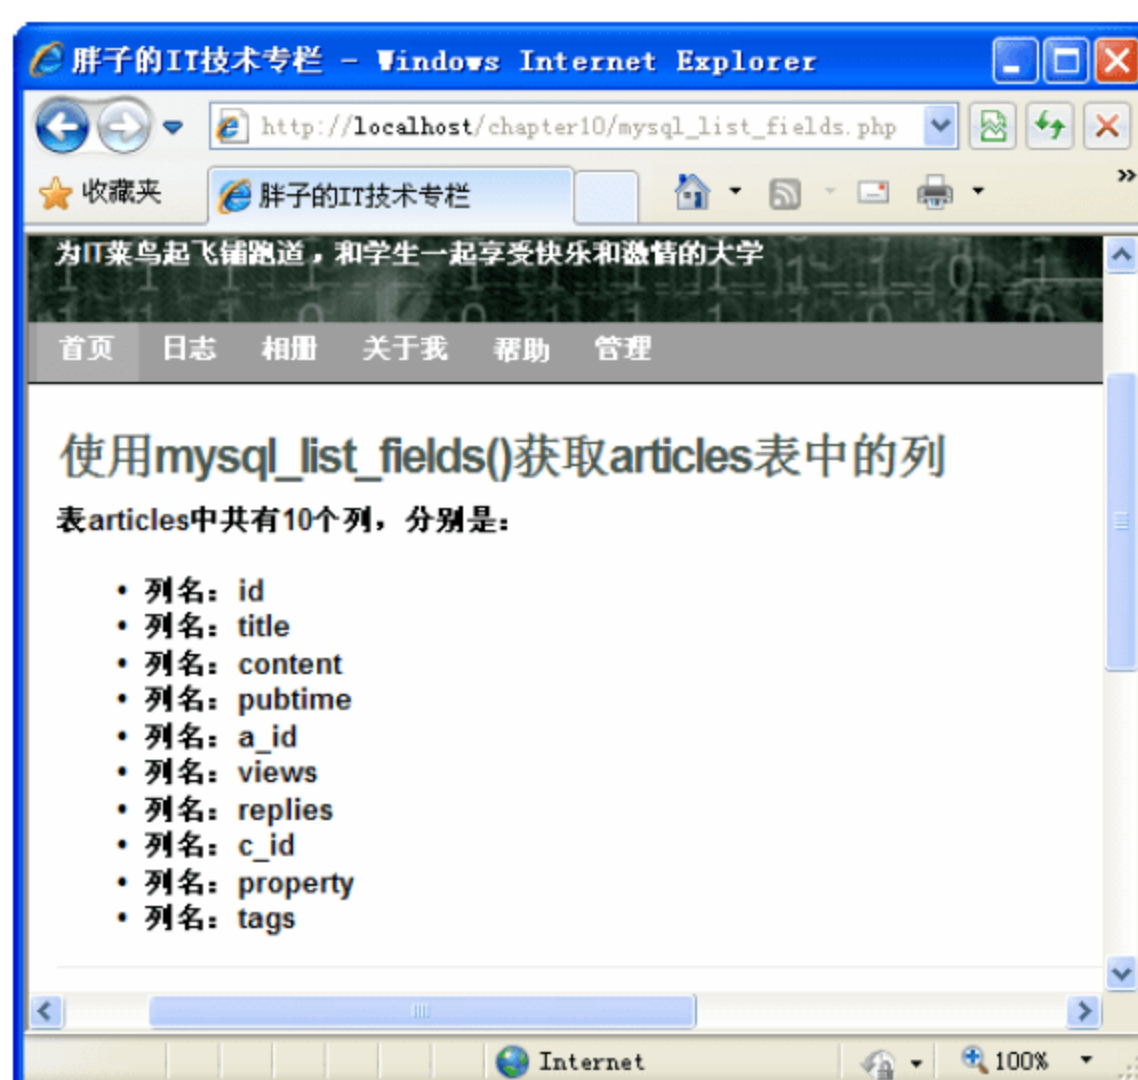 胖子的IT技术专栏 - Windows Internet Explorer
http://localhost/chapter10/mysql_list_fields.php
收藏夹
胖子的IT技术专栏
»
为IT菜鸟起飞铺跑道，和学生一起享受快乐和激情的大学
首页 日志 相册 关于我 帮助 管理
使用mysql_list_fields()获取articles表中的列
表articles中共有10个列，分别是：
• 列名：id
• 列名：title
• 列名：content
• 列名：pubtime
• 列名：a_id
• 列名：views
• 列名：replies
• 列名：c_id
• 列名：property
• 列名：tags
Internet
100%